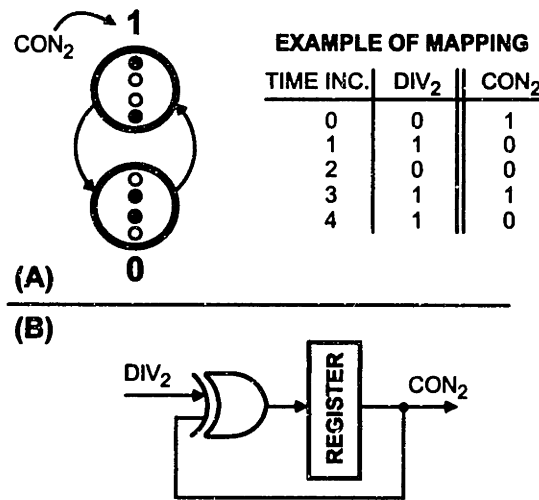 1
CON₂
0
(A)
EXAMPLE OF MAPPING
TIME INC. DIV₂ CON₂
0 0 1
1 1 0
2 0 0
3 1 1
4 1 0
(B)
DIV₂
REGISTER
CON₂